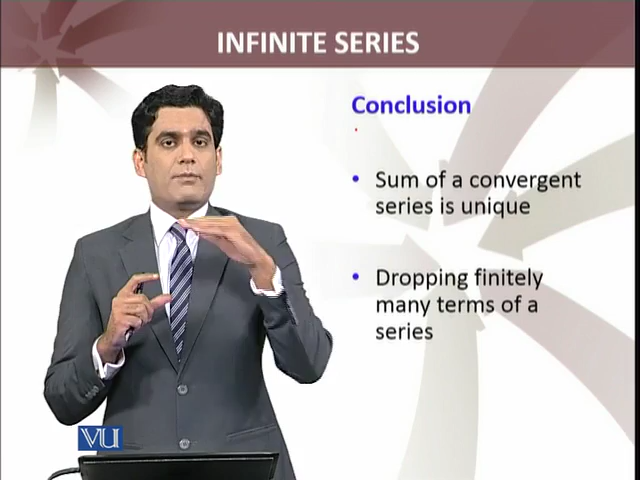 INFINITE SERIES
Conclusion
• Sum of a convergent
series is unique
• Dropping finitely
many terms of a
series
VU